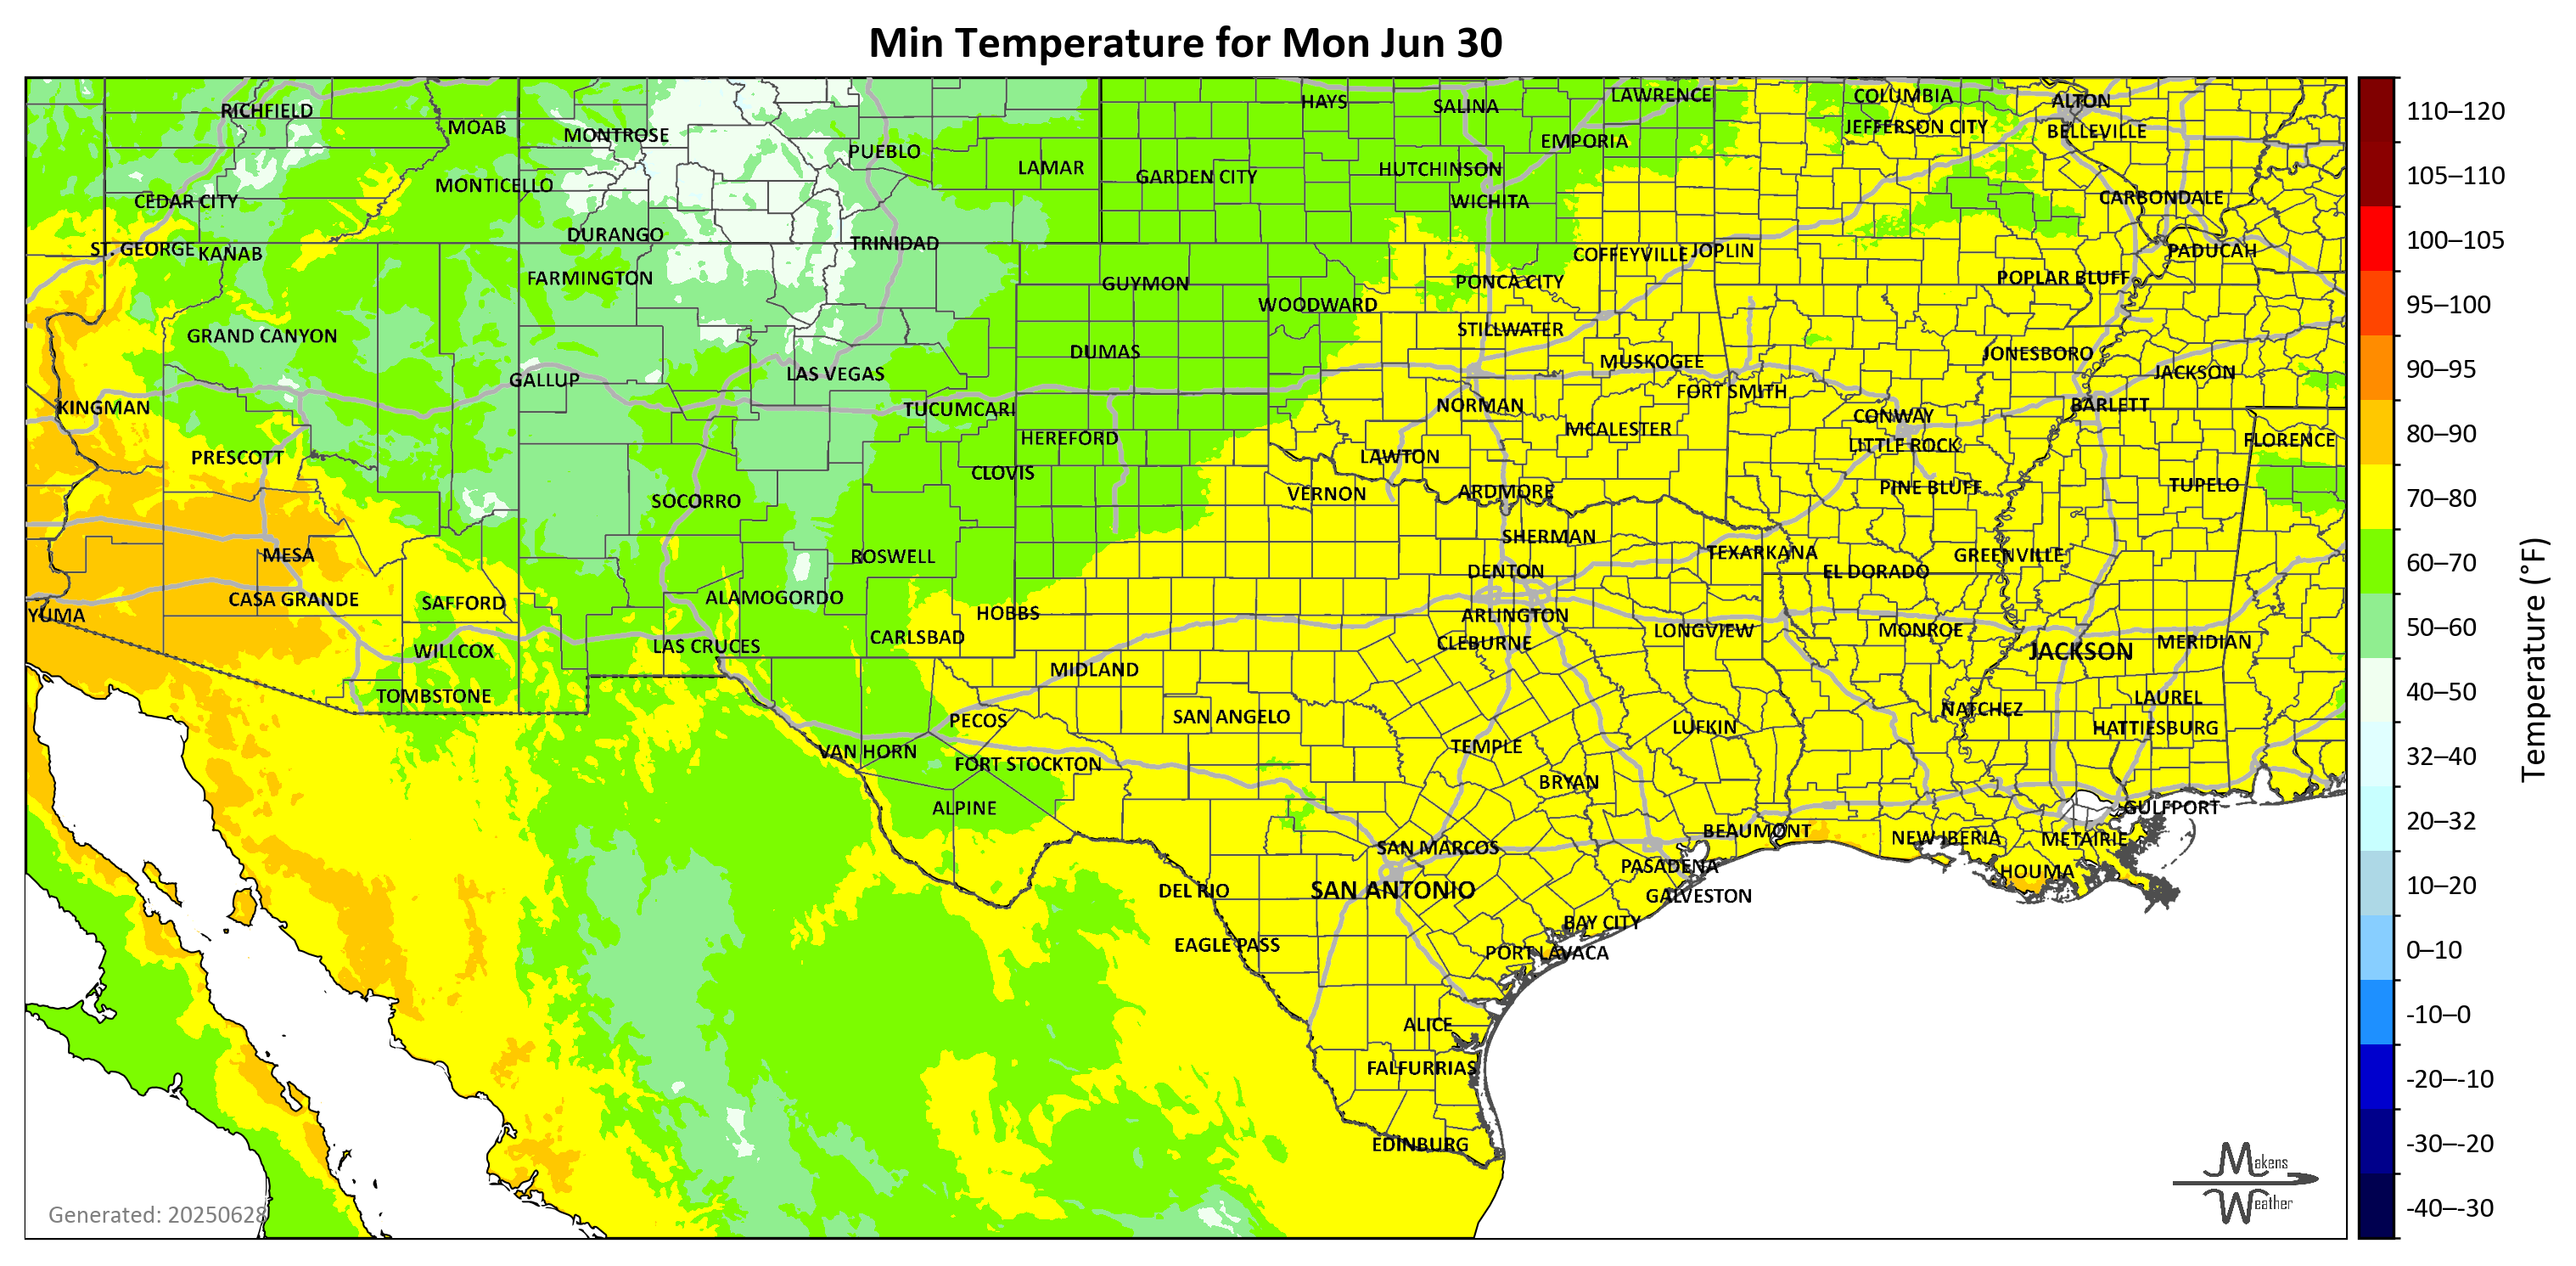 Min Temperature for Mon Jun 30
RICHFIELD
MOAB
MONTROSE
PUEBLO
LAMAR
HAYS
SALINA
LAWRENCE
EMPORIA
COLUMBIA
JEFFERSON CITY
ALTON
BELLEVILLE
CEDAR CITY
MONTICELLO
GARDEN CITY
HUTCHINSON
WICHITA
CARBONDALE
ST. GEORGE
KANAB
DURANGO
TRINIDAD
FARMINGTON
GUYMON
WOODWARD
COFFEYVILLE
JOPLIN
PONCA CITY
POPLAR BLUFF
PADUCAH
GRAND CANYON
DUMAS
STILLWATER
MUSKOGEE
JONESBORO
JACKSON
KINGMAN
GALLUP
LAS VEGAS
TUCUMCARI
HEREFORD
NORMAN
FORT SMITH
CONWAY
BARLETT
PRESCOTT
CLOVIS
LAWTON
MCALESTER
LITTLE ROCK
FLORENCE
SOCORRO
VERNON
ARDMORE
PINE BLUFF
TUPELO
MESA
ROSWELL
SHERMAN
TEXARKANA
GREENVILLE
DENTON
EL DORADO
YUMA
CASA GRANDE
SAFFORD
ALAMOGORDO
HOBBS
ARLINGTON
WILLCOX
LAS CRUCES
CARLSBAD
CLEBURNE
LONGVIEW
MONROE
JACKSON
MERIDIAN
TOMBSTONE
MIDLAND
LAUREL
NATCHEZ
PECOS
SAN ANGELO
LUFKIN
HATTIESBURG
VAN HORN
FORT STOCKTON
TEMPLE
BRYAN
ALPINE
GULFPORT
BEAUMONT
NEW IBERIA
METAIRIE
SAN MARCOS
PASADENA
HOUMA
DEL RIO
SAN ANTONIO
GALVESTON
EAGLE PASS
BAY CITY
PORT LAVACA
ALICE
FALFURRIAS
EDINBURG
Generated: 20250628
Makens
Weather
110–120
105–110
100–105
95–100
90–95
80–90
70–80
60–70
50–60
40–50
32–40
20–32
10–20
0–10
-10–0
-20–-10
-30–-20
-40–-30
Temperature (°F)